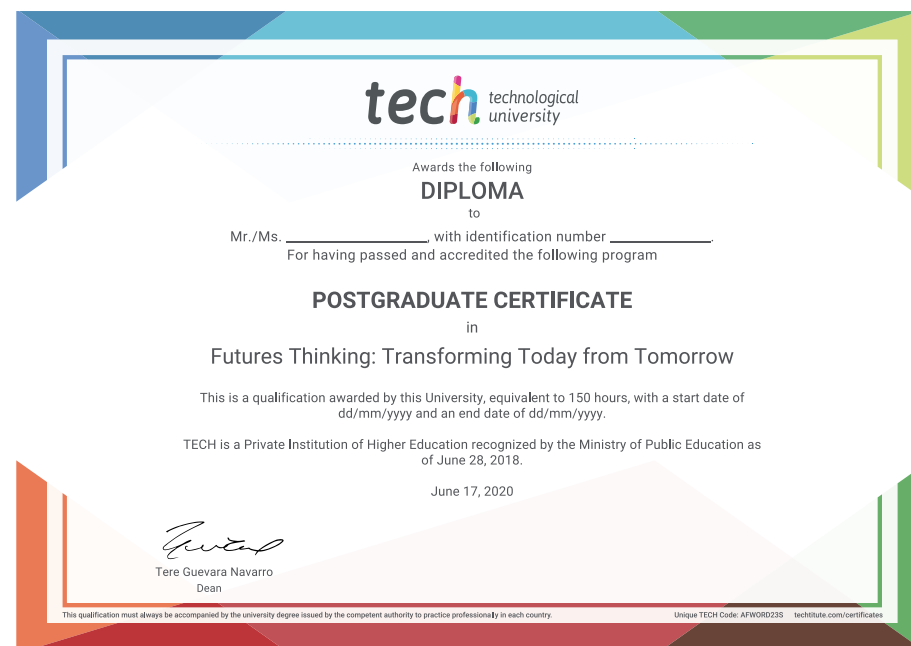 tech technological
university
Awards the following
DIPLOMA
to
Mr./Ms. ____________________, with identification number ______________.
For having passed and accredited the following program
POSTGRADUATE CERTIFICATE
in
Futures Thinking: Transforming Today from Tomorrow
This is a qualification awarded by this University, equivalent to 150 hours, with a start date of
dd/mm/yyyy and an end date of dd/mm/yyyy.
TECH is a Private Institution of Higher Education recognized by the Ministry of Public Education as
of June 28, 2018.
June 17, 2020
Tere Guevara Navarro
Dean
This qualification must always be accompanied by the university degree issued by the competent authority to practice professionally in each country.
Unique TECH Code: AFWORD23S techtitute.com/certificates